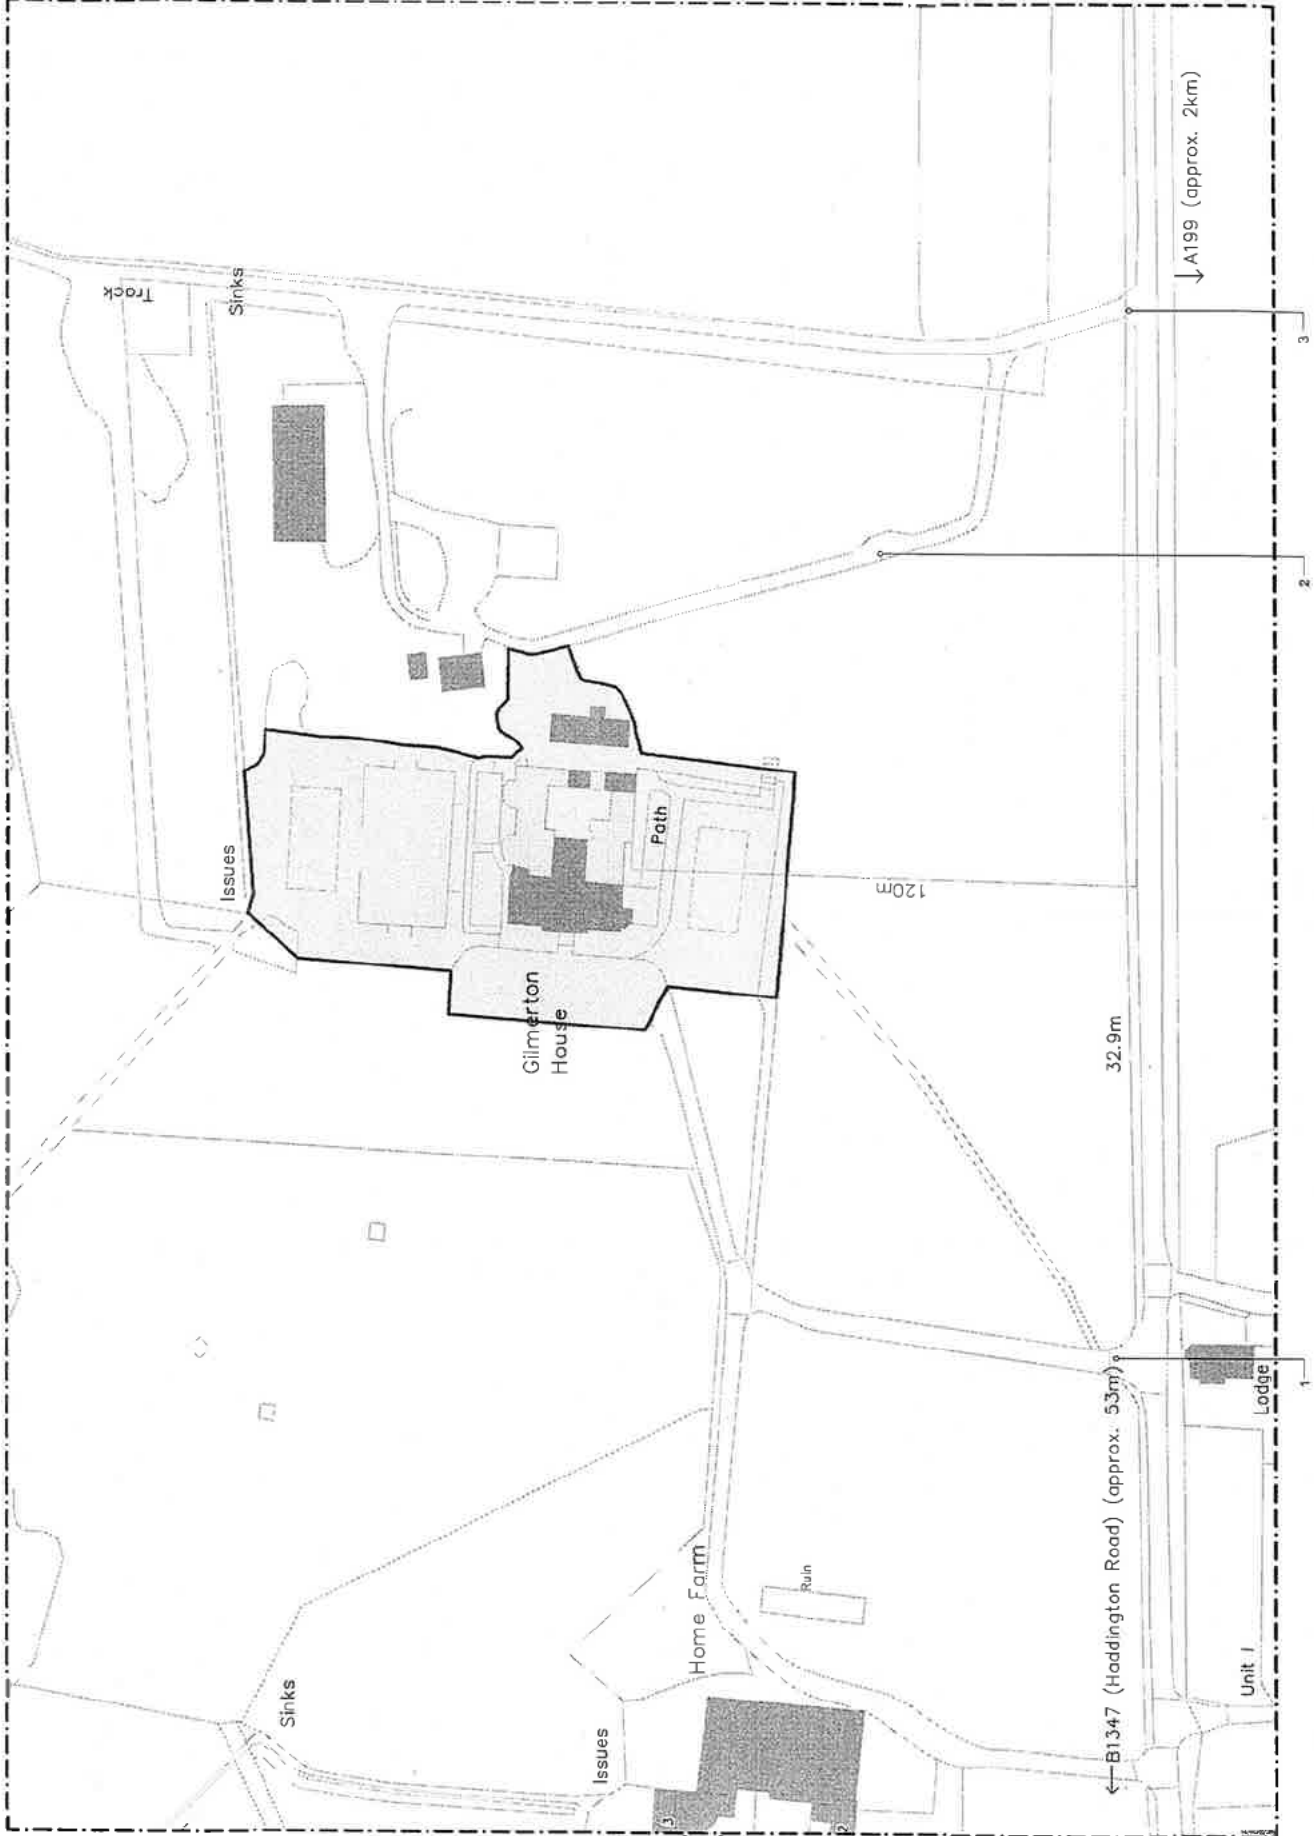 Track
Sinks
A199 (approx. 2km)
3
2
Issues
Path
120m
Gilmerton
House
32.9m
B1347 (Haddington Road) (approx. 53m)
Lodge
1
Ruin
Home Farm
Sinks
Issues
Unit 1
3
2